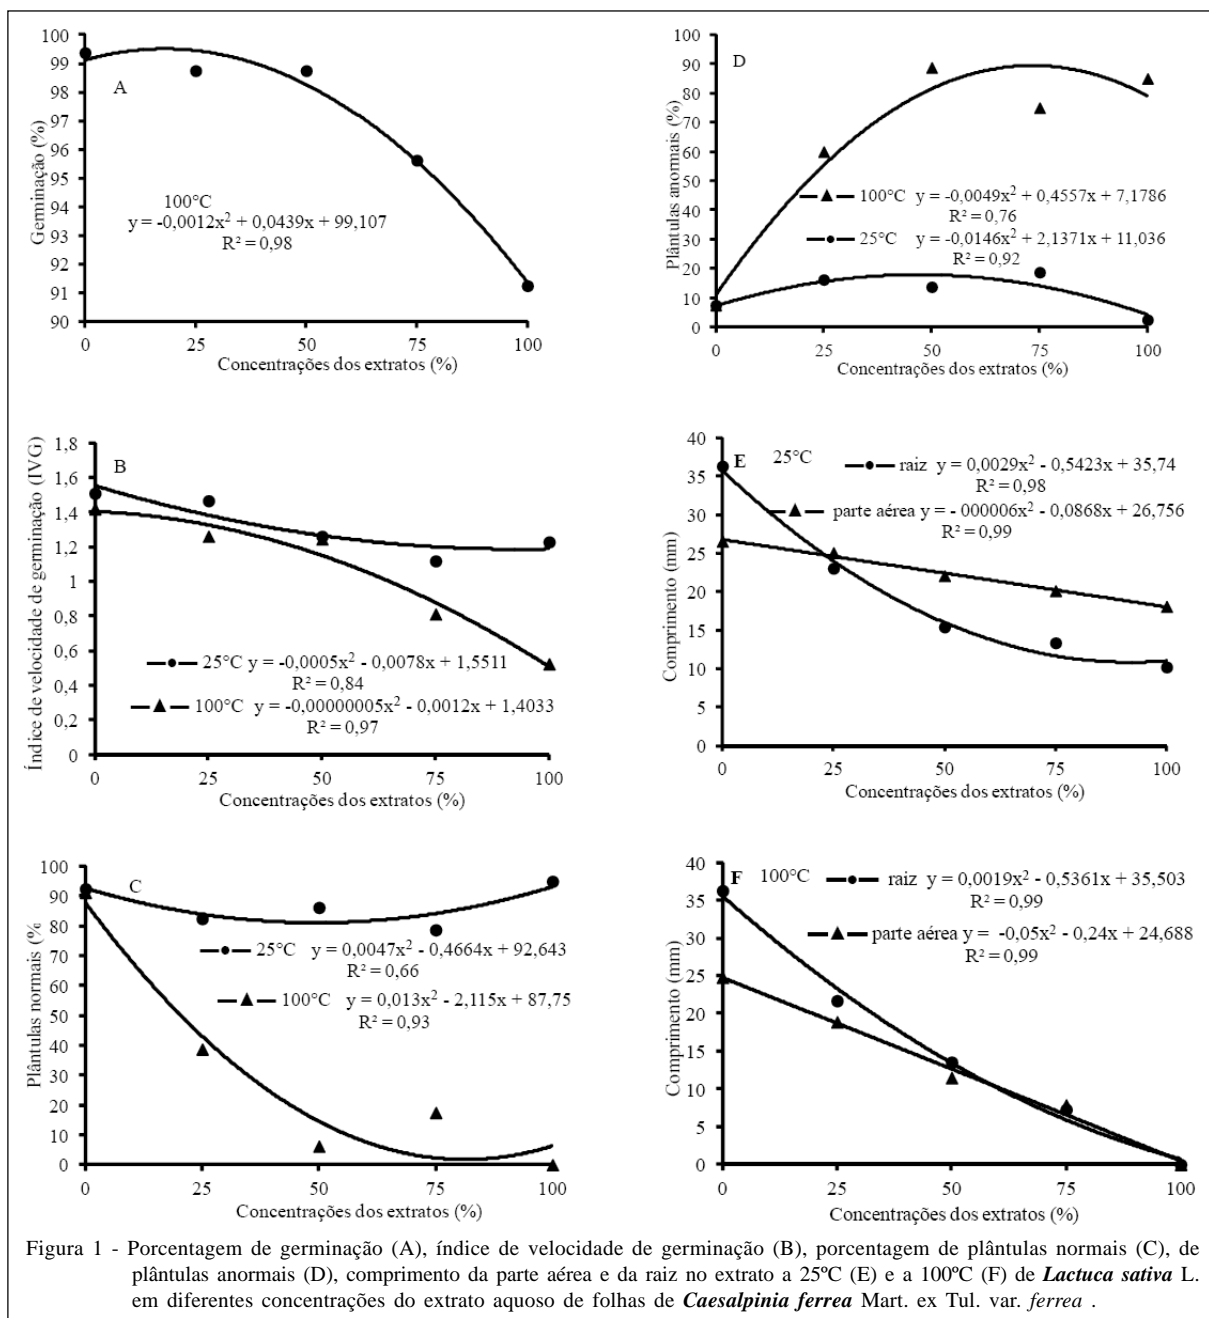 100
99
98
97
96
95
94
93
92
91
90
Germinação (%)
A
100°C
y = -0,0012x² + 0,0439x + 99,107
R² = 0,98
0 25 50 75 100
Concentrações dos extratos (%)
100
90
80
70
60
50
40
30
20
10
0
Plântulas anormais (%)
D
100°C y = -0,0049x² + 0,4557x + 7,1786
R² = 0,76
25°C y = -0,0146x² + 2,1371x + 11,036
R² = 0,92
0 25 50 75 100
Concentrações dos extratos (%)
1,8
1,6
1,4
1,2
1
0,8
0,6
0,4
0,2
0
Índice de velocidade de germinação (IVG)
B
25°C y = -0,0005x² - 0,0078x + 1,5511
R² = 0,84
100°C y = -0,00000005x² - 0,0012x + 1,4033
R² = 0,97
0 25 50 75 100
Concentrações dos extratos (%)
40
35
30
25
20
15
10
5
0
Comprimento (mm)
E 25°C
raiz y = 0,0029x² - 0,5423x + 35,74
R² = 0,98
parte aérea y = - 000006x² - 0,0868x + 26,756
R² = 0,99
0 25 50 75 100
Concentrações dos extratos (%)
100
90
80
70
60
50
40
30
20
10
0
Plântulas normais (%
C
25°C y = 0,0047x² - 0,4664x + 92,643
R² = 0,66
100°C y = 0,013x² - 2,115x + 87,75
R² = 0,93
0 25 50 75 100
Concentrações dos extratos (%)
40
35
30
25
20
15
10
5
0
Comprimento (mm)
F 100°C
raiz y = 0,0019x² - 0,5361x + 35,503
R² = 0,99
parte aérea y = -0,05x² - 0,24x + 24,688
R² = 0,99
0 25 50 75 100
Concentrações dos extratos (%)
Figura 1 - Porcentagem de germinação (A), índice de velocidade de germinação (B), porcentagem de plântulas normais (C), de
plântulas anormais (D), comprimento da parte aérea e da raiz no extrato a 25ºC (E) e a 100ºC (F) de Lactuca sativa L.
em diferentes concentrações do extrato aquoso de folhas de Caesalpinia ferrea Mart. ex Tul. var. ferrea .